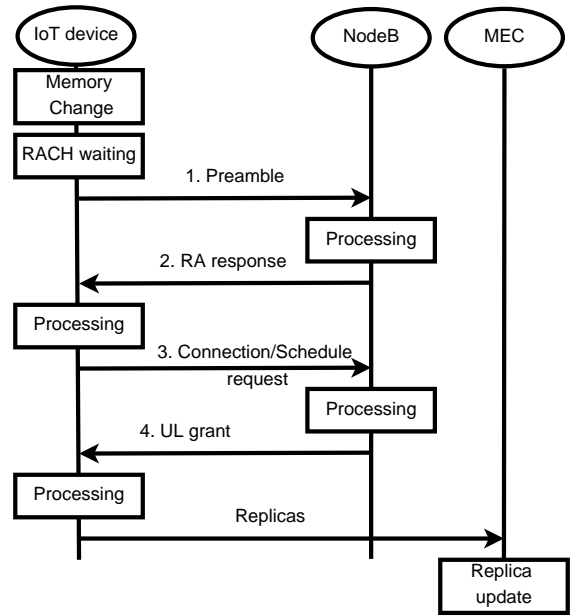 IoT device
NodeB
MEC
Memory
Change
RACH waiting
1. Preamble
Processing
2. RA response
Processing
3. Connection/Schedule
request
Processing
4. UL grant
Processing
Replicas
Replica
update